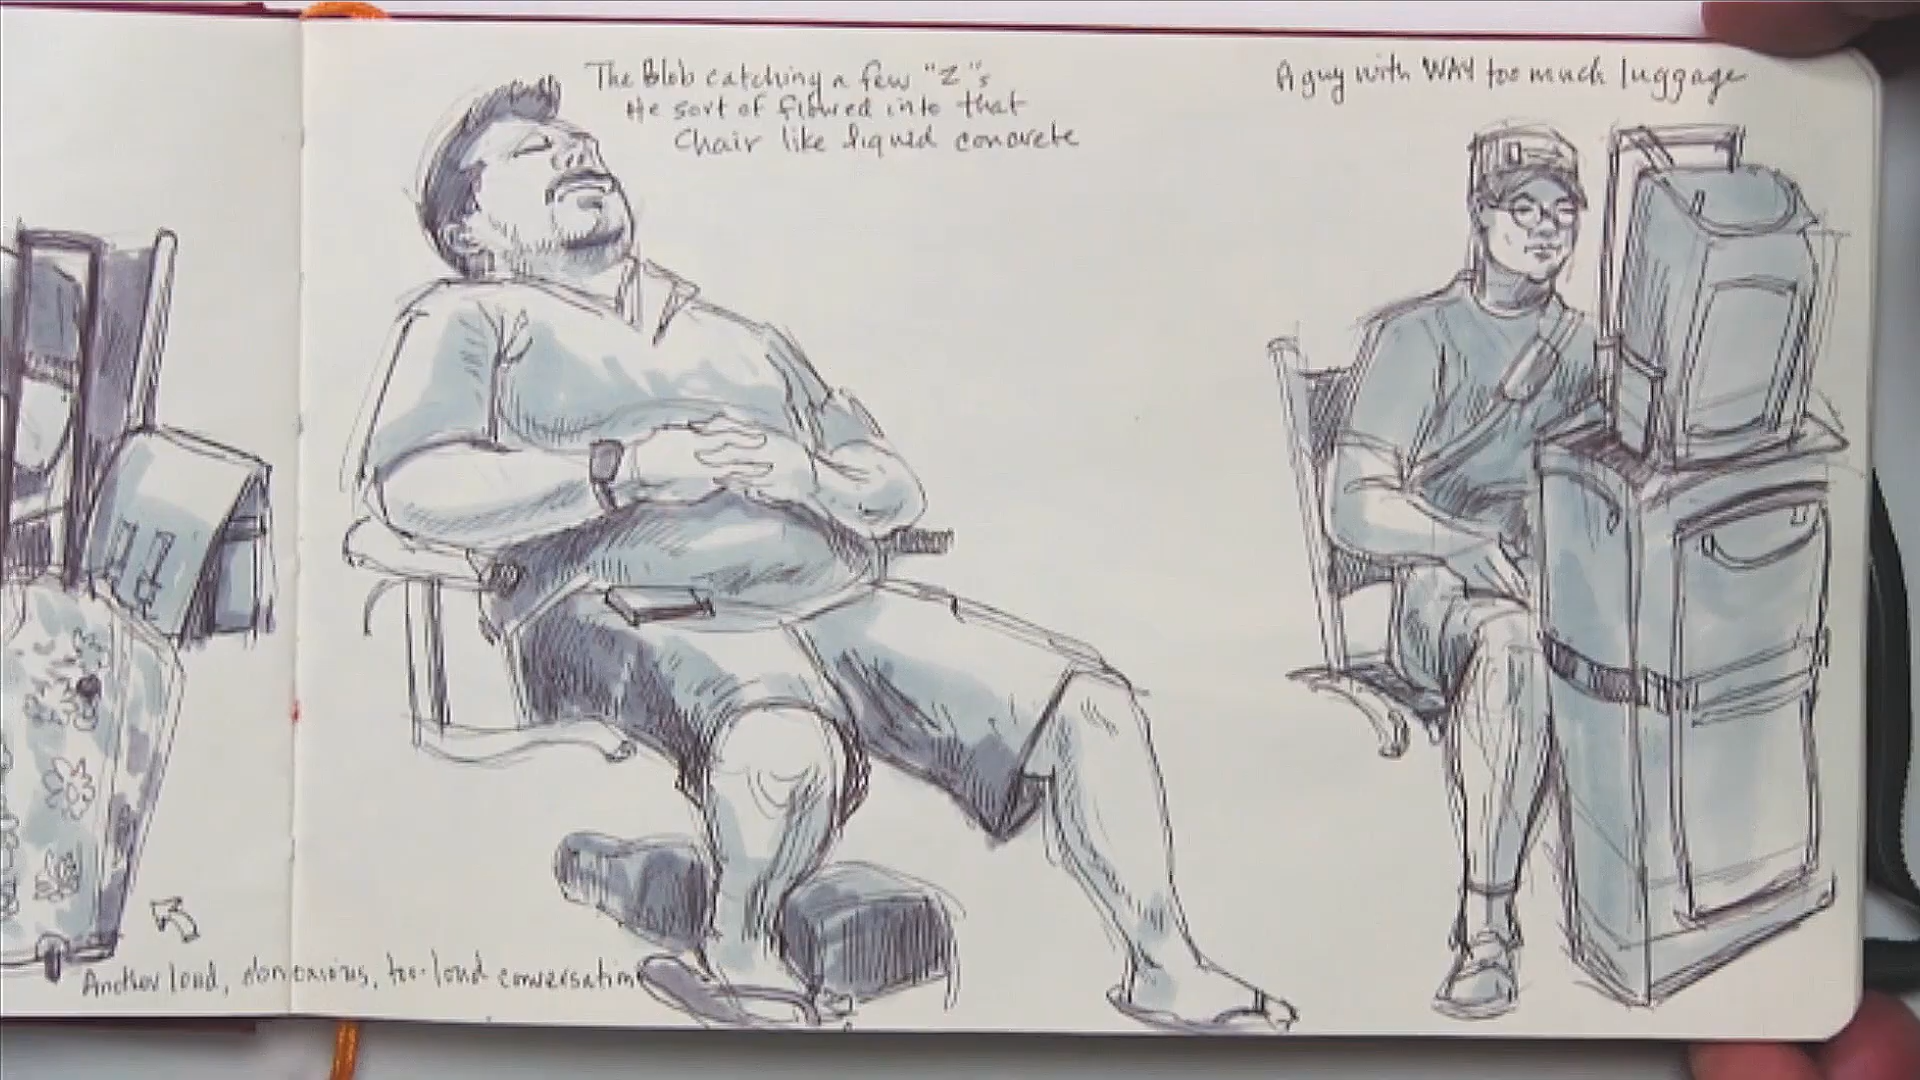 The Blob catching a few "Z"s
He sort of flowed into that
Chair like liquid concrete
A guy with WAY too much luggage
Another loud, obnoxious, too-loud conversation